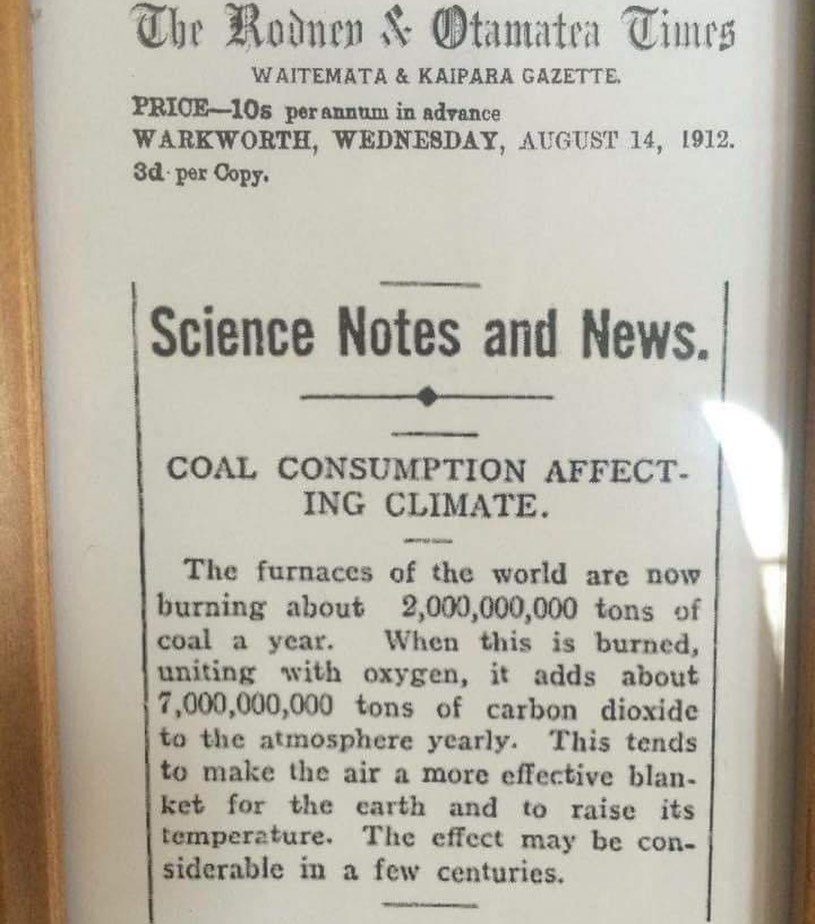 The Rodney & Otamatea Times
WAITEMATA & KAIPARA GAZETTE.
PRICE—10s per annum in advance
WARKWORTH, WEDNESDAY, AUGUST 14, 1912.
3d· per Copy.
Science Notes and News.
COAL CONSUMPTION AFFECT-
ING CLIMATE.
The furnaces of the world are now
burning about 2,000,000,000 tons of
coal a year. When this is burned,
uniting with oxygen, it adds about
7,000,000,000 tons of carbon dioxide
to the atmosphere yearly. This tends
to make the air a more effective blan-
ket for the earth and to raise its
temperature. The effect may be con-
siderable in a few centuries.